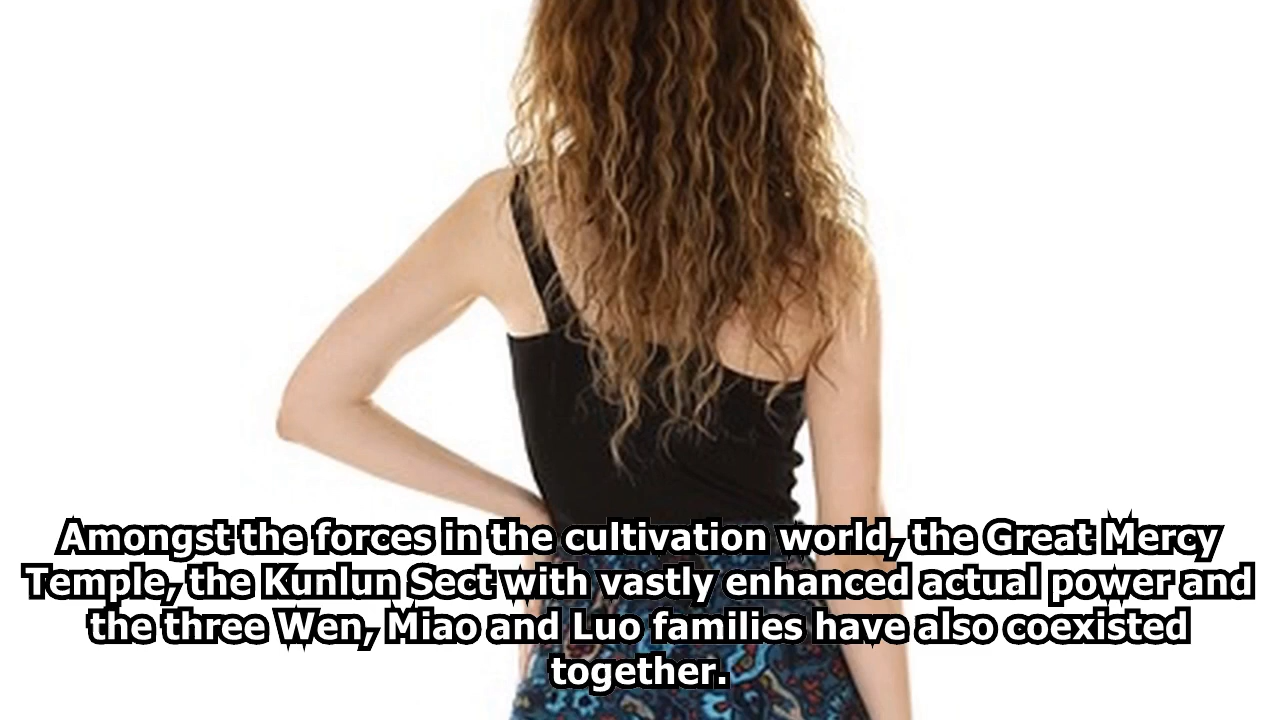 Amongst the forces in the cultivation world, the Great Mercy
Temple, the Kunlun Sect with vastly enhanced actual power and
the three Wen, Miao and Luo families have also coexisted
together.